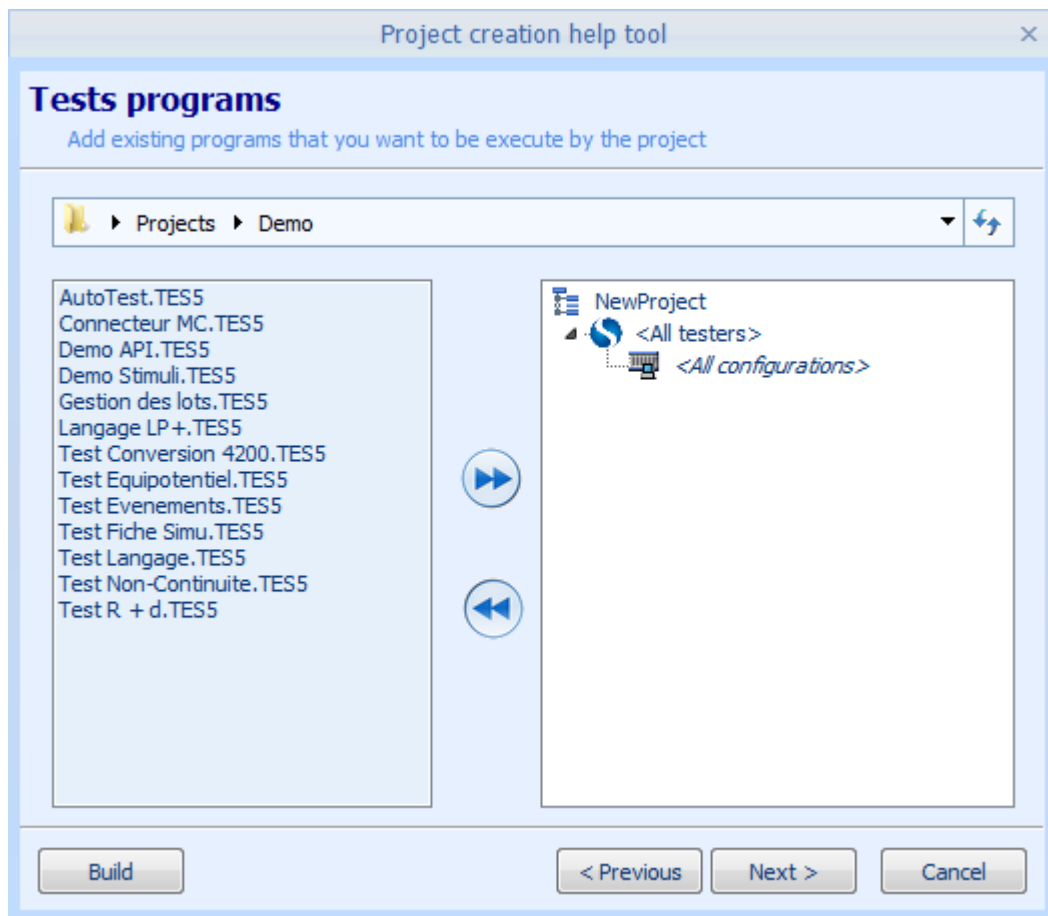 Project creation help tool
Tests programs
Add existing programs that you want to be execute by the project
Projects Demo
AutoTest.TES5
Connecteur MC.TES5
Demo API.TES5
Demo Stimuli.TES5
Gestion des lots.TES5
Langage LP+.TES5
Test Conversion 4200.TES5
Test Equipotentiel.TES5
Test Evenements.TES5
Test Fiche Simu.TES5
Test Langage.TES5
Test Non-Continuite.TES5
Test R + d.TES5
NewProject
<All testers>
<All configurations>
Build
< Previous
Next >
Cancel